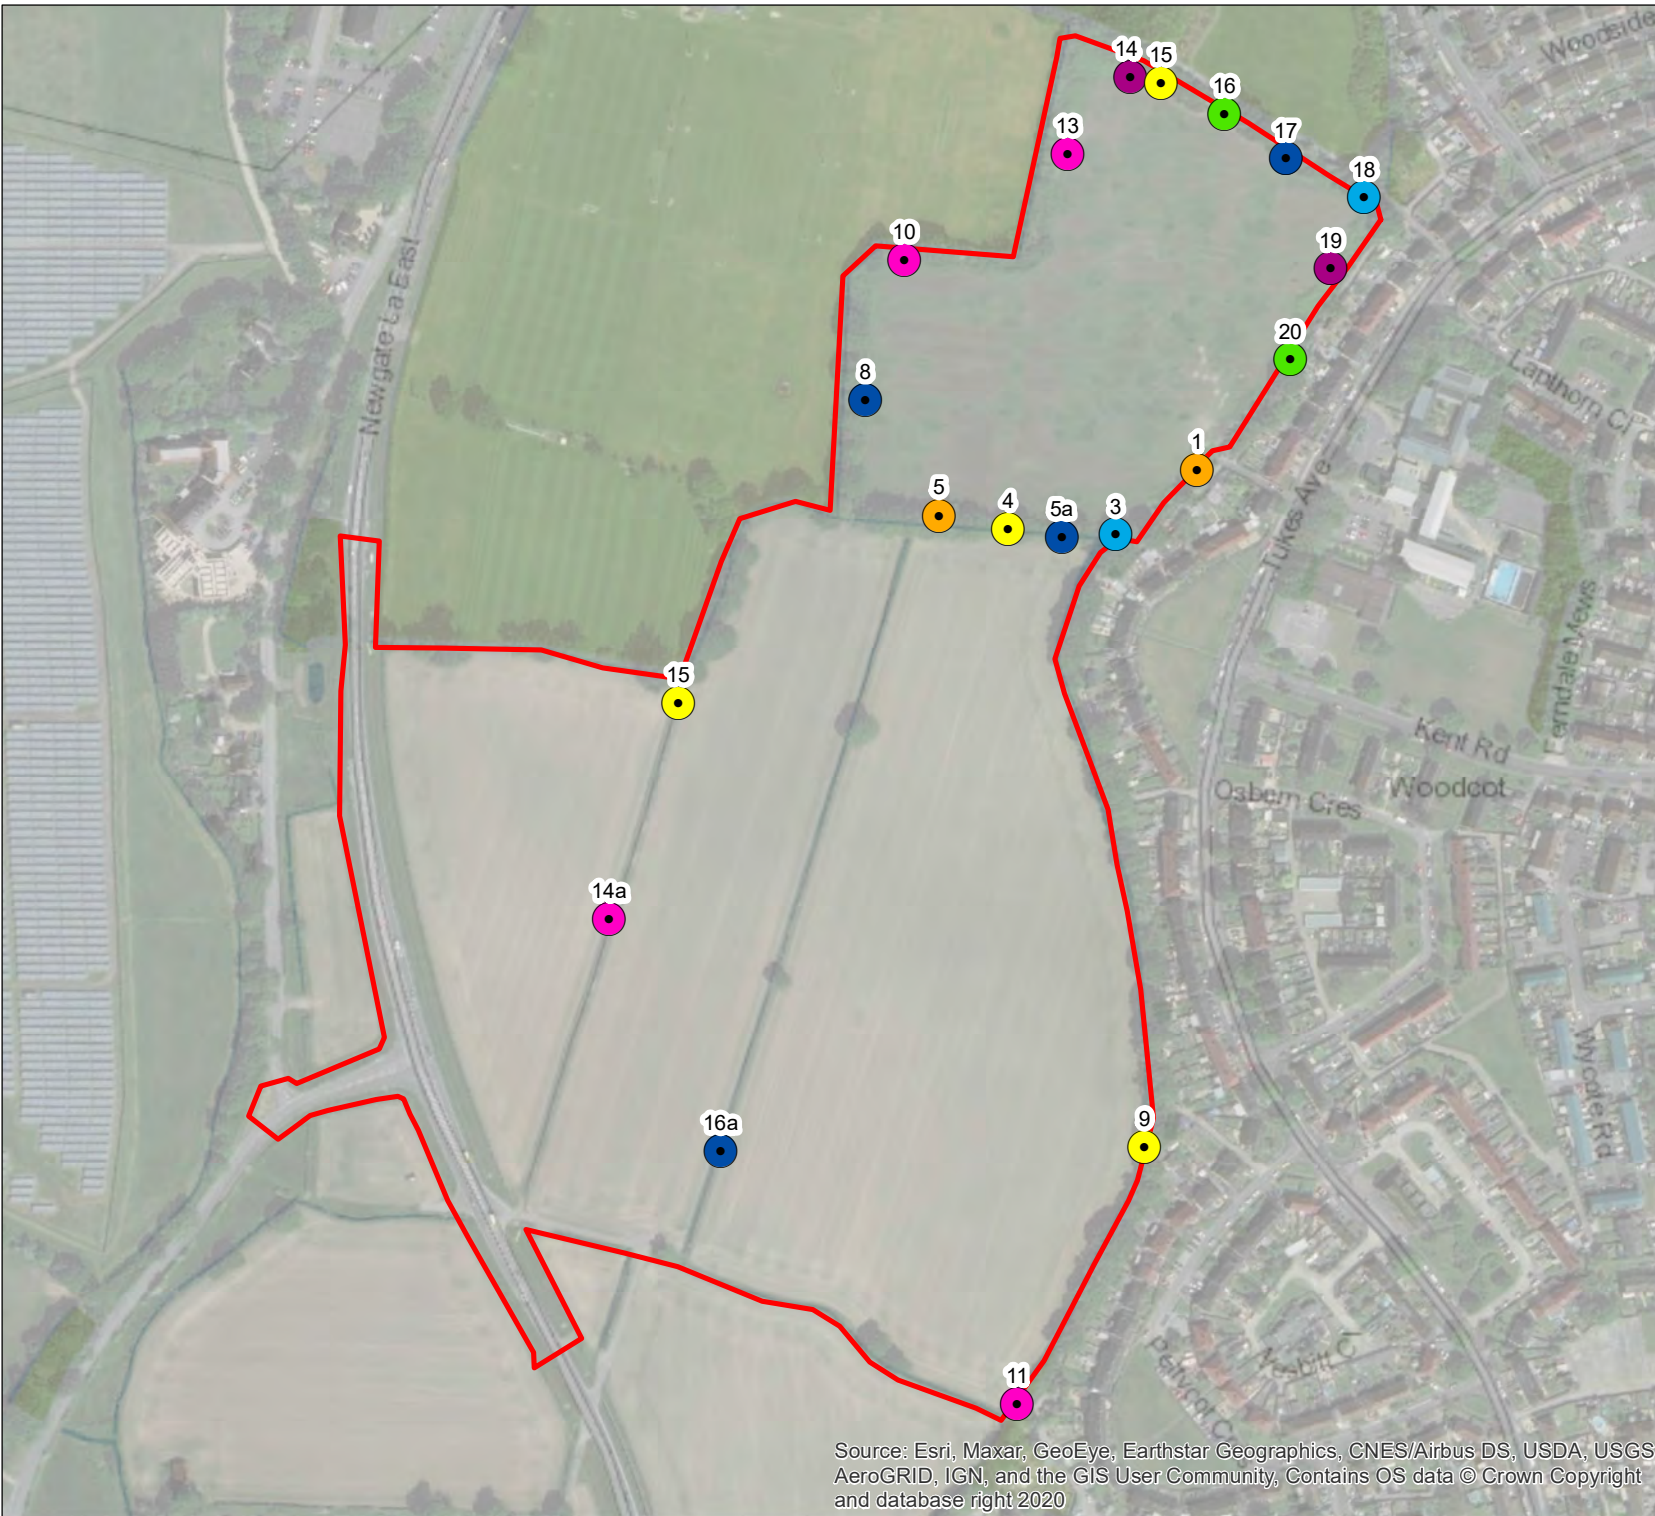 Woodside
14
15
16
13
17
18
10
19
Newgate La East
20
8
Lapthorn Cl
1
5
4
5a
3
Tukes Ave
Ferndale Mews
15
Kent Rd
Woodcot
Osborn Cres
14a
Wycote Rd
16a
9
Nesbitt Cl
11
Source: Esri, Maxar, GeoEye, Earthstar Geographics, CNES/Airbus DS, USDA, USGS
AeroGRID, IGN, and the GIS User Community, Contains OS data © Crown Copyright
and database right 2020